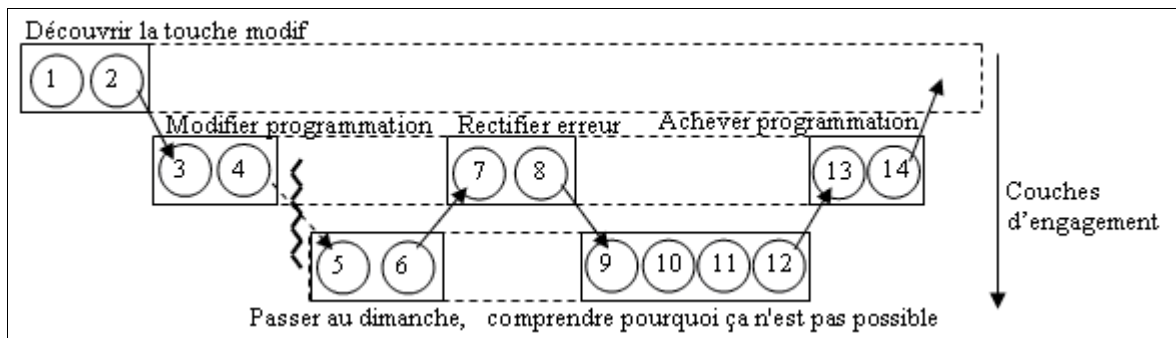 Découvrir la touche modif
1 2
Modifier programmation Rectifier erreur Achever programmation
3 4 7 8 13 14
Couches
d'engagement
5 6 9 10 11 12
Passer au dimanche, comprendre pourquoi ça n'est pas possible